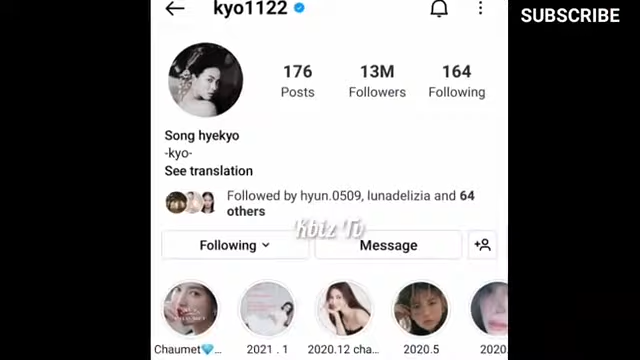 kyo1122
SUBSCRIBE
176 13M 164
Posts Followers Following
Song hyekyo
-kyo-
See translation
Followed by hyun.0509, lunadelizia and 64
others
'Kbiz Tv
Following Message
Chaumet💎... 2021 . 1 2020.12 cha... 2020.5 2020.